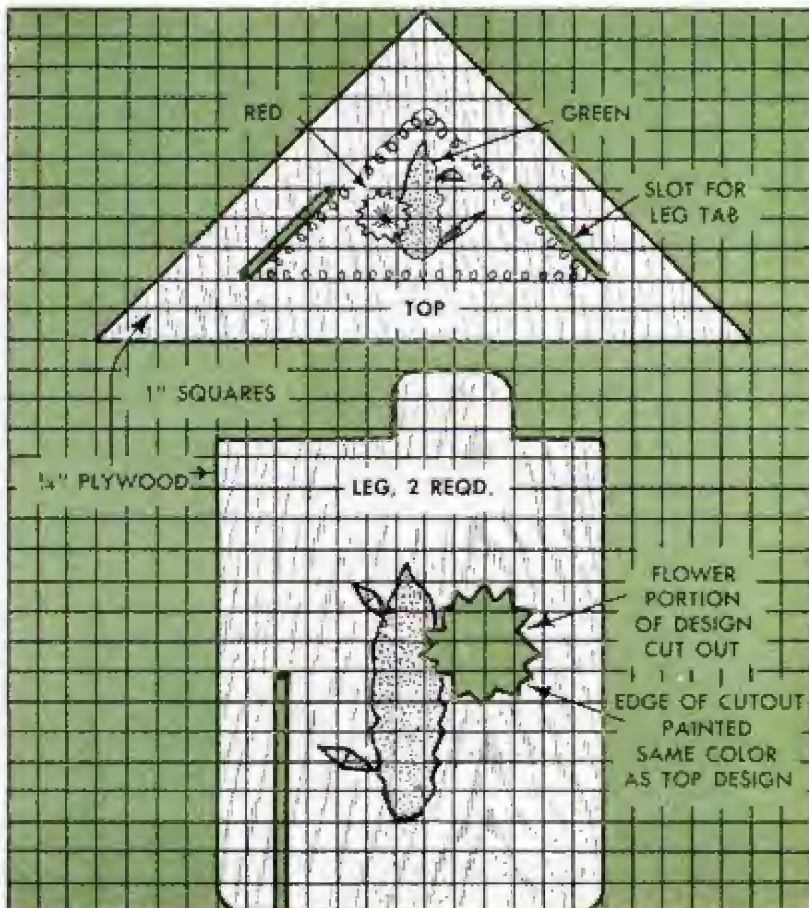 RED
GREEN
SLOT FOR
LEG TAB
TOP
1" SQUARES
¼" PLYWOOD
LEG, 2 REQD.
FLOWER
PORTION
OF DESIGN
CUT OUT
EDGE OF CUTOUT
PAINTED
SAME COLOR
AS TOP DESIGN